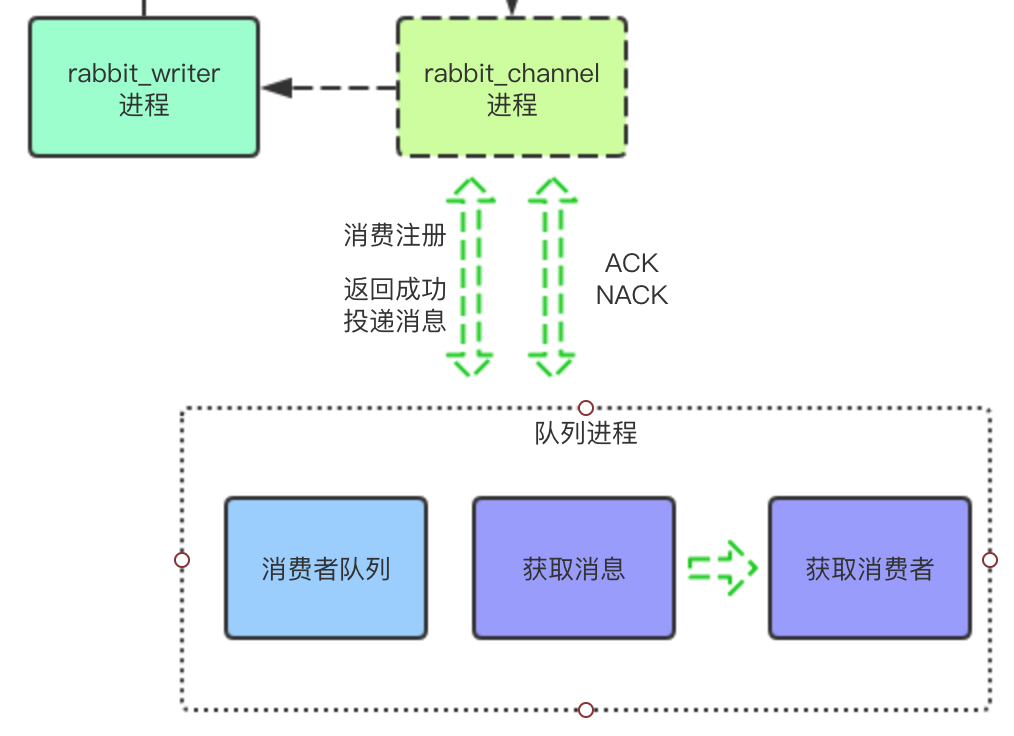 rabbit_writer
进程
rabbit_channel
进程
消费注册
返回成功
投递消息
ACK
NACK
队列进程
消费者队列
获取消息
获取消费者